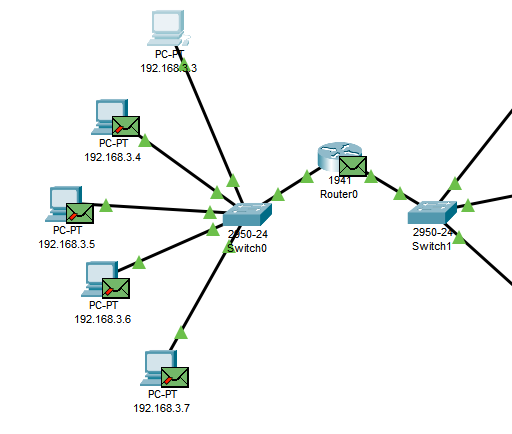 PC-PT
192.168.3.3
PC-PT
192.168.3.4
1941
Router0
PC-PT
192.168.3.5
2950-24
Switch0
2950-24
Switch1
PC-PT
192.168.3.6
PC-PT
192.168.3.7